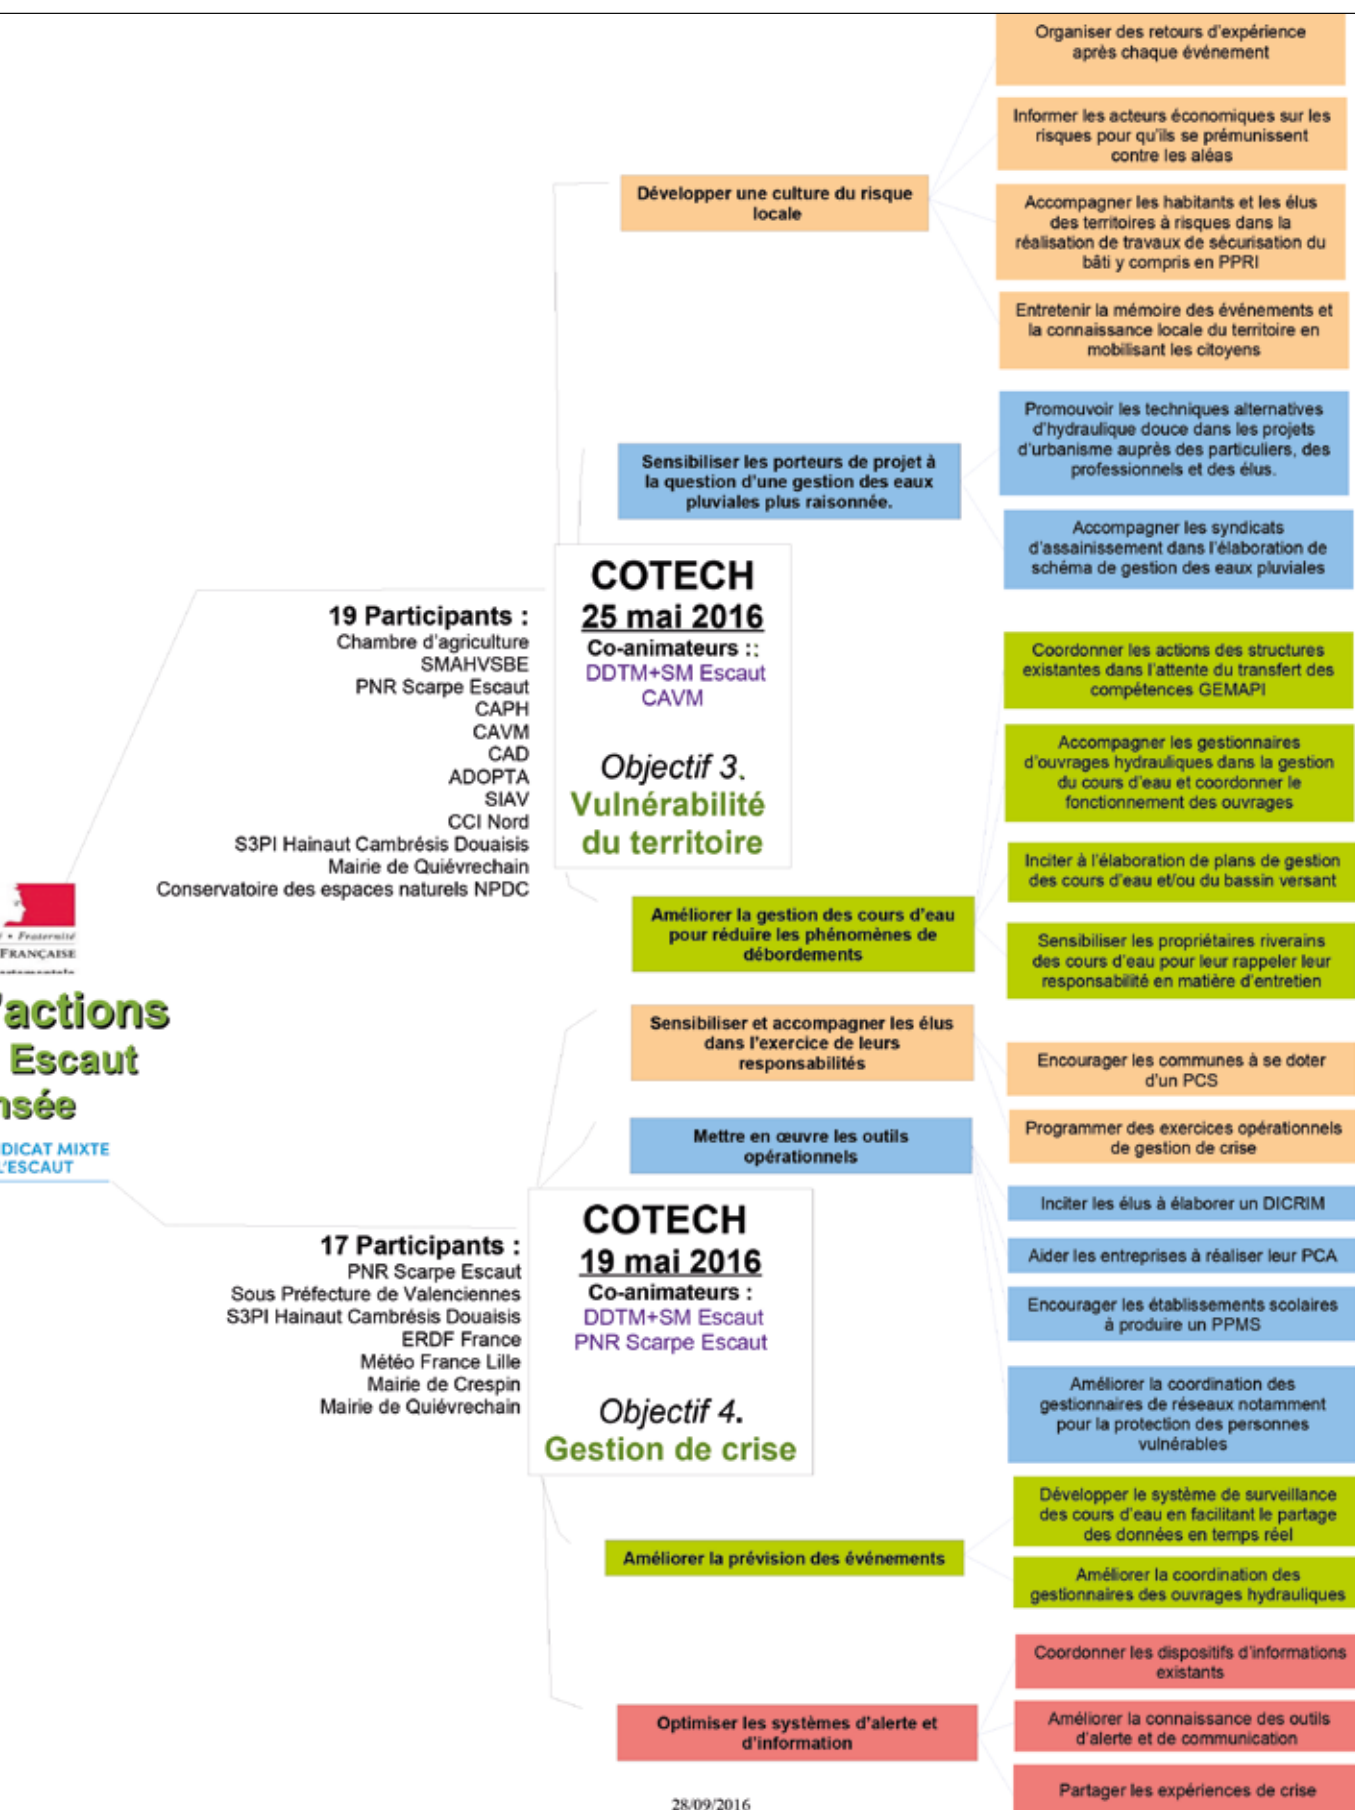 Organiser des retours d'expérience
après chaque événement
Informer les acteurs économiques sur les
risques pour qu'ils se prémunissent
contre les aléas
Développer une culture du risque
locale
Accompagner les habitants et les élus
des territoires à risques dans la
réalisation de travaux de sécurisation du
bâti y compris en PPRI
Entretenir la mémoire des événements et
la connaissance locale du territoire en
mobilisant les citoyens
Promouvoir les techniques alternatives
d'hydraulique douce dans les projets
d'urbanisme auprès des particuliers, des
professionnels et des élus.
Sensibiliser les porteurs de projet à
la question d'une gestion des eaux
pluviales plus raisonnée.
Accompagner les syndicats
d'assainissement dans l'élaboration de
schéma de gestion des eaux pluviales
COTECH
25 mai 2016
Co-animateurs ::
DDTM+SM Escaut
CAVM
Objectif 3.
Vulnérabilité
du territoire
19 Participants :
Chambre d'agriculture
SMAHVSBE
PNR Scarpe Escaut
CAPH
CAVM
CAD
ADOPTA
SIAV
CCI Nord
S3PI Hainaut Cambrésis Douaisis
Mairie de Quiévrechain
Conservatoire des espaces naturels NPDC
Coordonner les actions des structures
existantes dans l'attente du transfert des
compétences GEMAPI
Accompagner les gestionnaires
d'ouvrages hydrauliques dans la gestion
du cours d'eau et coordonner le
fonctionnement des ouvrages
Inciter à l'élaboration de plans de gestion
des cours d'eau et/ou du bassin versant
Améliorer la gestion des cours d'eau
pour réduire les phénomènes de
débordements
Sensibiliser les propriétaires riverains
des cours d'eau pour leur rappeler leur
responsabilité en matière d'entretien
• Fraternité
FRANÇAISE
'actions
Escaut
nsée
DICAT MIXTE
L'ESCAUT
Sensibiliser et accompagner les élus
dans l'exercice de leurs
responsabilités
Encourager les communes à se doter
d'un PCS
Programmer des exercices opérationnels
de gestion de crise
Mettre en œuvre les outils
opérationnels
Inciter les élus à élaborer un DICRIM
Aider les entreprises à réaliser leur PCA
Encourager les établissements scolaires
à produire un PPMS
Améliorer la coordination des
gestionnaires de réseaux notamment
pour la protection des personnes
vulnérables
17 Participants :
PNR Scarpe Escaut
Sous Préfecture de Valenciennes
S3PI Hainaut Cambrésis Douaisis
ERDF France
Météo France Lille
Mairie de Crespin
Mairie de Quiévrechain
COTECH
19 mai 2016
Co-animateurs :
DDTM+SM Escaut
PNR Scarpe Escaut
Objectif 4.
Gestion de crise
Développer le système de surveillance
des cours d'eau en facilitant le partage
des données en temps réel
Améliorer la prévision des événements
Améliorer la coordination des
gestionnaires des ouvrages hydrauliques
Coordonner les dispositifs d'informations
existants
Optimiser les systèmes d'alerte et
d'information
Améliorer la connaissance des outils
d'alerte et de communication
Partager les expériences de crise
28/09/2016